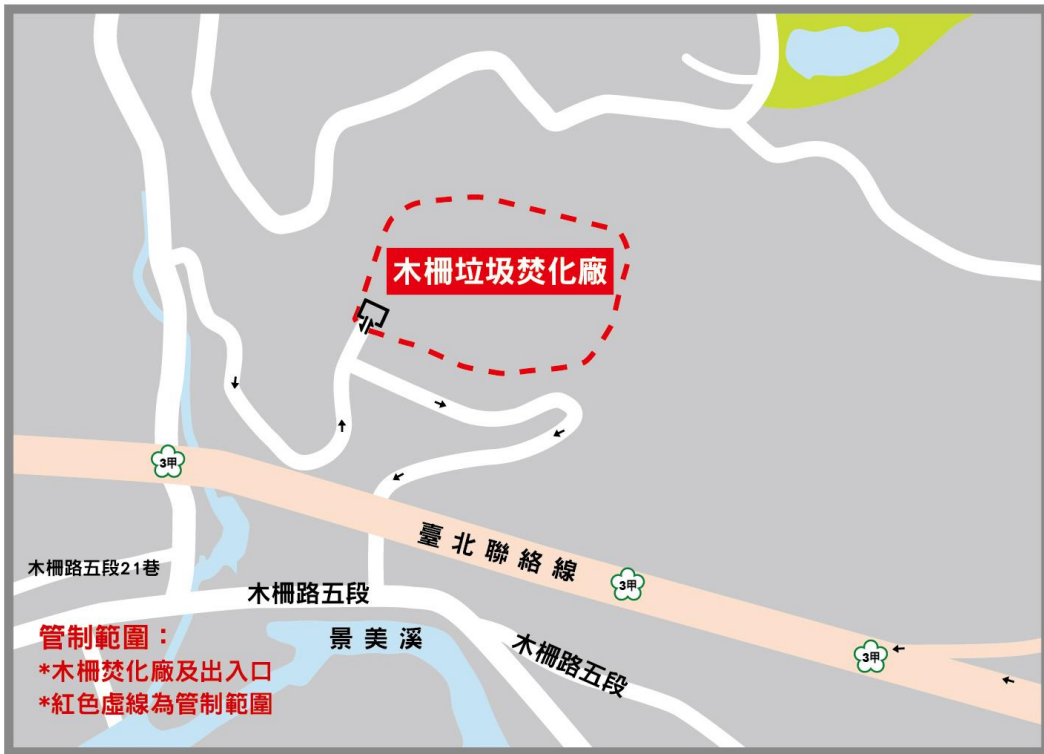 木柵垃圾焚化廠
3甲
臺北聯絡線
3甲
木柵路五段21巷
木柵路五段
景美溪
木柵路五段
3甲
管制範圍：
*木柵焚化廠及出入口
*紅色虛線為管制範圍